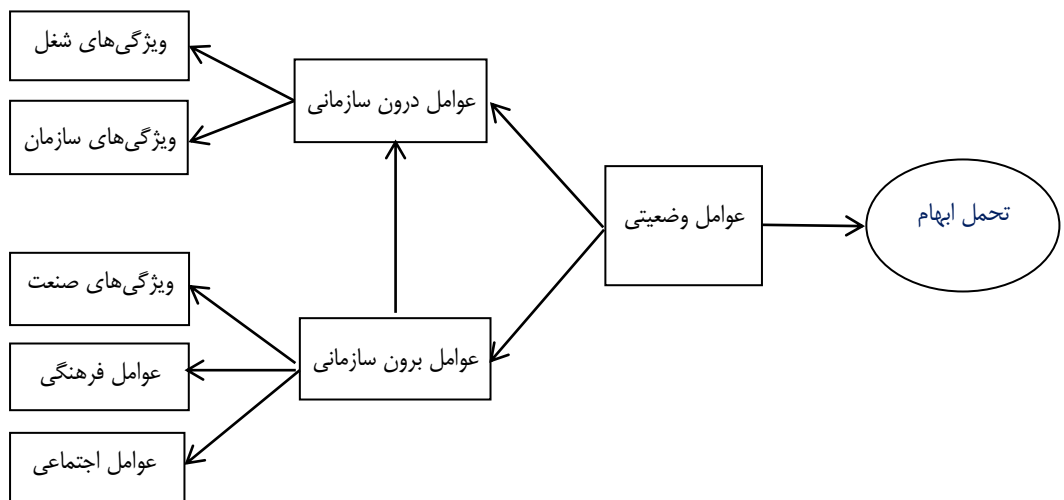 ویژگی‌های شغل
عوامل درون سازمانی
ویژگی‌های سازمان
تحمل ابهام
عوامل وضعیتی
ویژگی‌های صنعت
عوامل برون سازمانی
عوامل فرهنگی
عوامل اجتماعی